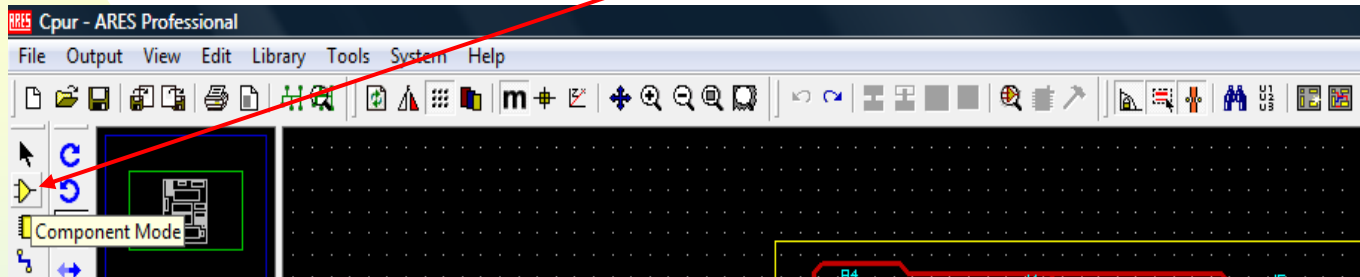 ARES Cpur - ARES Professional
File Output View Edit Library Tools System Help
m
Component Mode